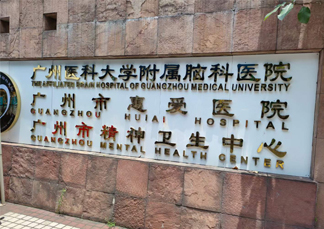 广州医科大学附属脑科医院
THE AFFILIATED BRAIN HOSPITAL OF GUANGZHOU MEDICAL UNIVERSITY
广州市惠爱医院
GUANGZHOU HUIAI HOSPITAL
广州市精神卫生中心
GUANGZHOU MENTAL HEALTH CENTER